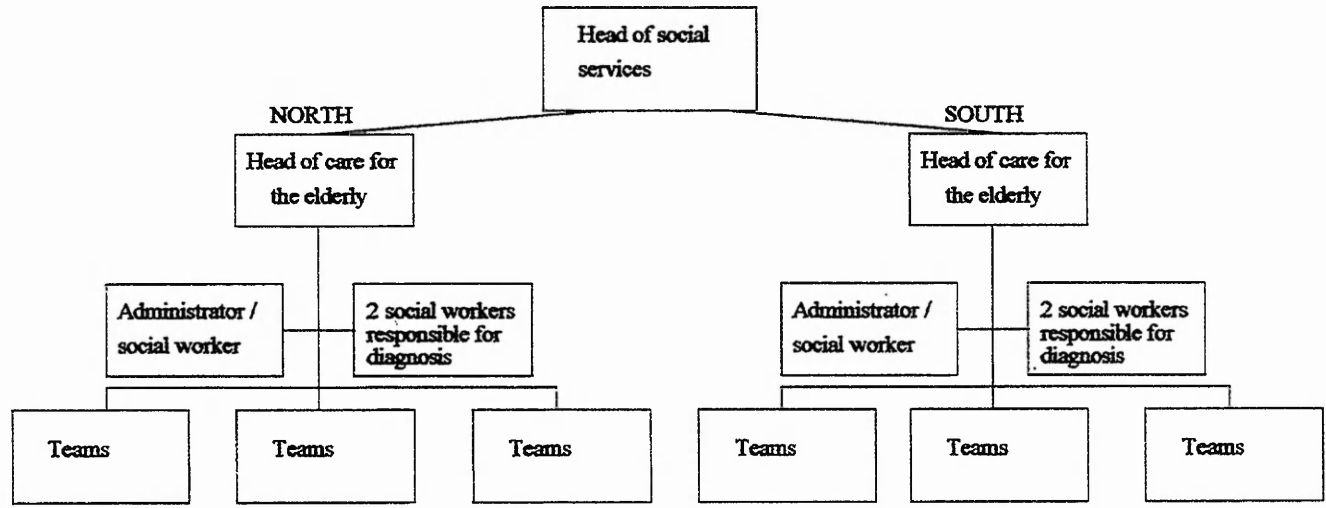 Head of social
services
NORTH
SOUTH
Head of care for
the elderly
Head of care for
the elderly
Administrator /
social worker
2 social workers
responsible for
diagnosis
Administrator /
social worker
2 social workers
responsible for
diagnosis
Teams
Teams
Teams
Teams
Teams
Teams